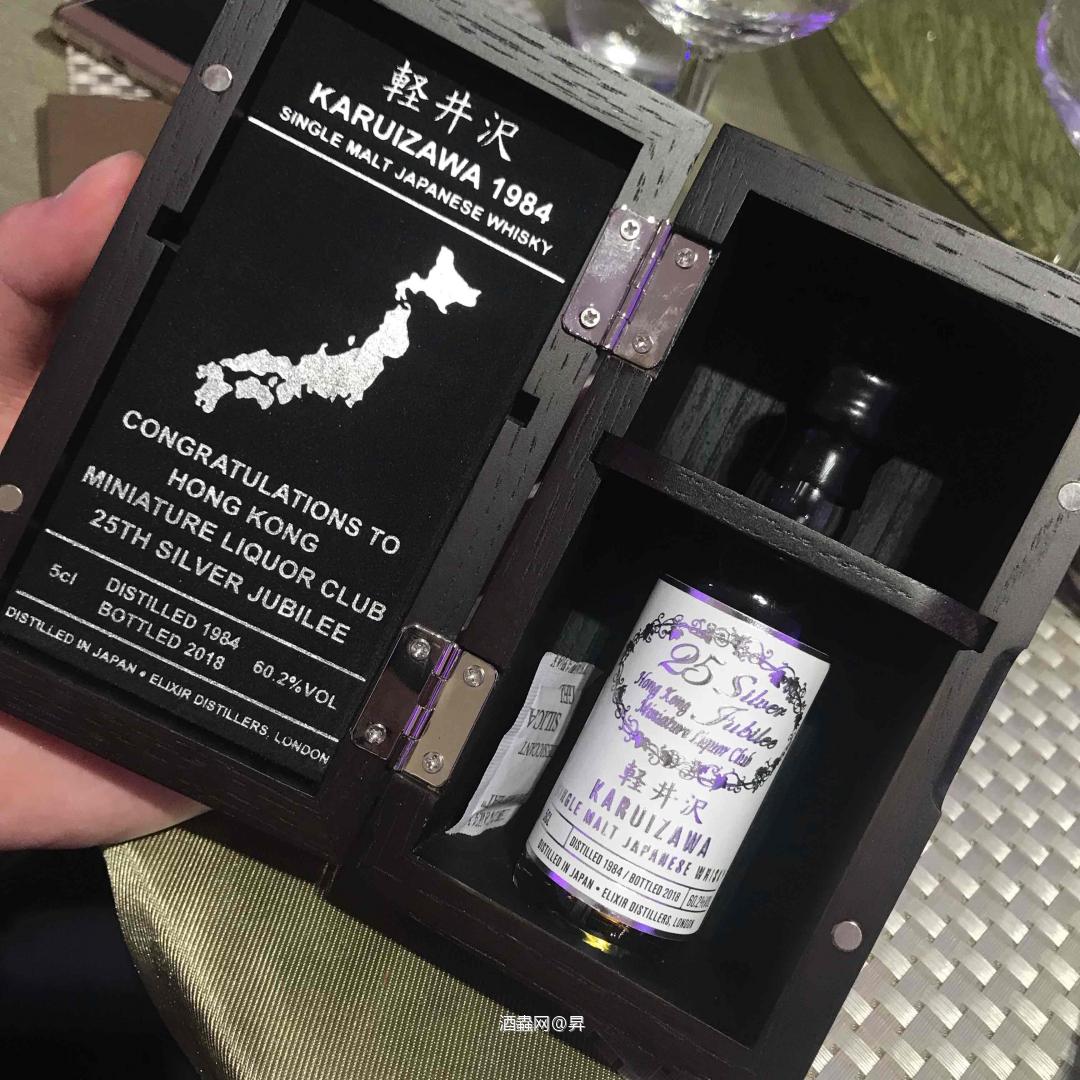 軽井沢
KARUIZAWA 1984
SINGLE MALT JAPANESE WHISKY
CONGRATULATIONS TO
HONG KONG
MINIATURE LIQUOR CLUB
25TH SILVER JUBILEE
5cl DISTILLED 1984 60.2%VOL
BOTTLED 2018
DISTILLED IN JAPAN • ELIXIR DISTILLERS, LONDON
25 Silver
Hong Kong Jubilee
Miniature Liquor Club
軽井沢
KARUIZAWA
SINGLE MALT JAPANESE WHISKY
DISTILLED 1984 / BOTTLED 2018
DISTILLED IN JAPAN • ELIXIR DISTILLERS, LONDON
SILICA
GEL
酒蟲网@昇